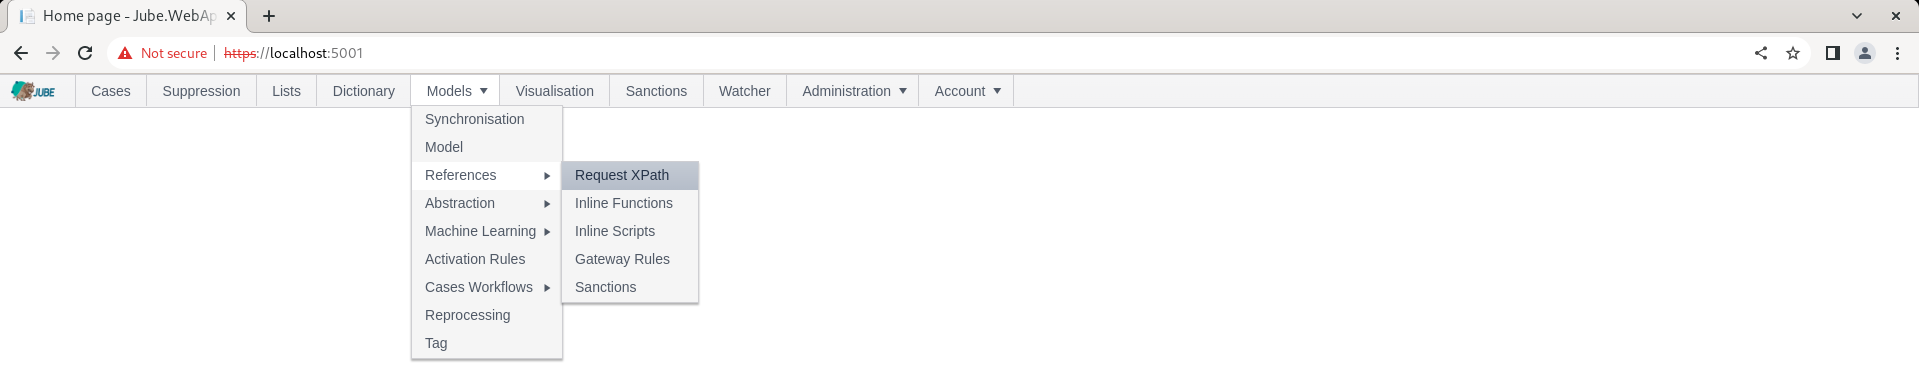 Home page - Jube.WebAp
Not secure https://localhost:5001
JUBE Cases Suppression Lists Dictionary Models Visualisation Sanctions Watcher Administration Account
Synchronisation
Model
References Request XPath
Abstraction Inline Functions
Machine Learning Inline Scripts
Activation Rules Gateway Rules
Cases Workflows Sanctions
Reprocessing
Tag